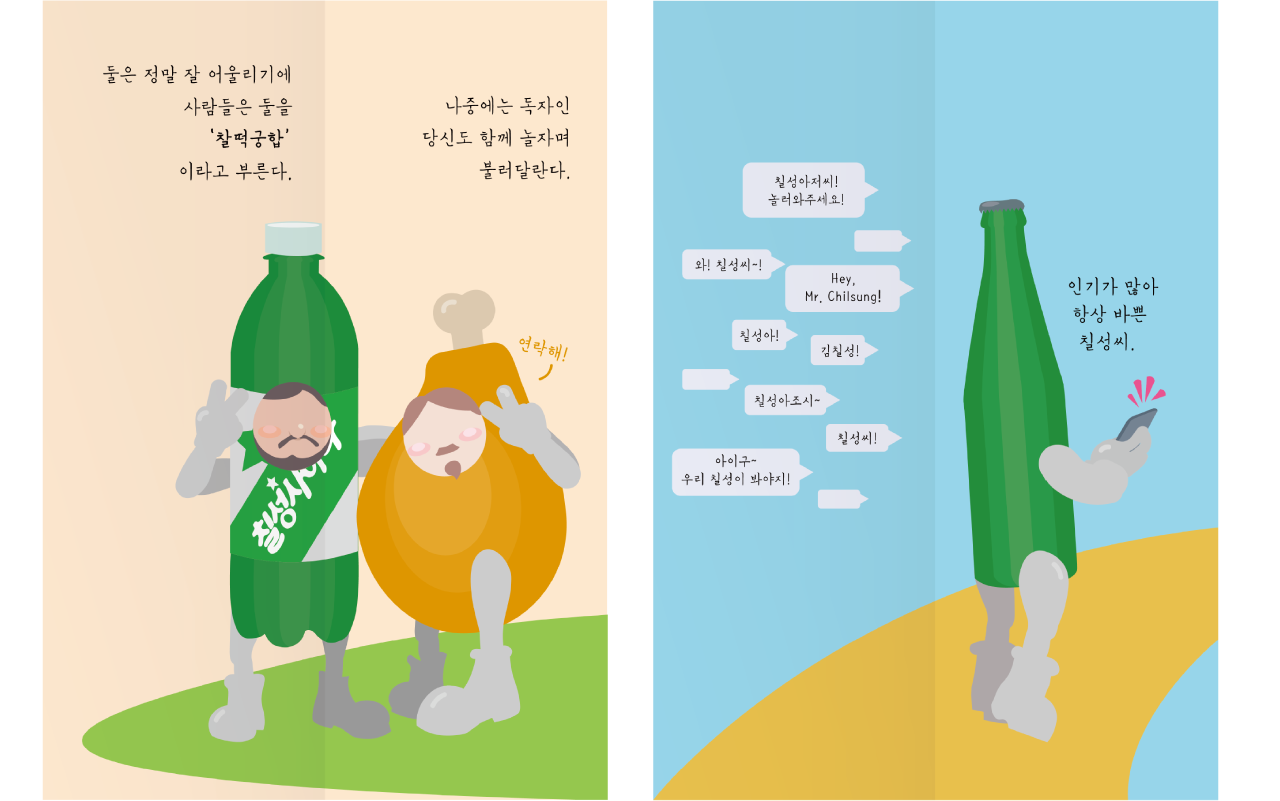 둘은 정말 잘 어울리기에
사람들은 둘을
‘찰떡궁합’
이라고 부른다.
나중에는 독자인
당신도 함께 놀자며
불러달란다.
연락해!
칠성사이다
칠성아저씨!
놀러와주세요!
와! 칠성씨~!
Hey,
Mr. Chilsung!
칠성아!
김칠성!
칠성아조시~
칠성씨!
아이구~
우리 칠성이 봐야지!
인기가 많아
항상 바쁜
칠성씨.